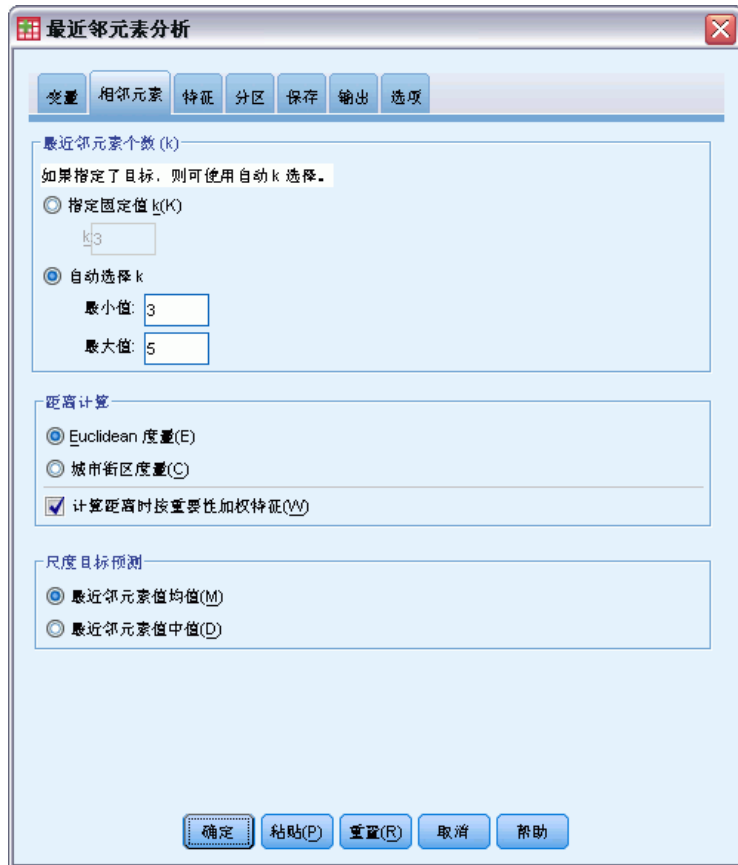 最近邻元素分析
变量 相邻元素 特征 分区 保存 输出 选项
最近邻元素个数(k)
如果指定了目标，则可使用自动 k 选择。
指定固定值 k(K)
k 3
自动选择 k
最小值: 3
最大值: 5
距离计算
Euclidean 度量(E)
城市街区度量(C)
计算距离时按重要性加权特征(W)
尺度目标预测
最近邻元素值均值(M)
最近邻元素值中值(D)
确定 粘贴(P) 重置(R) 取消 帮助